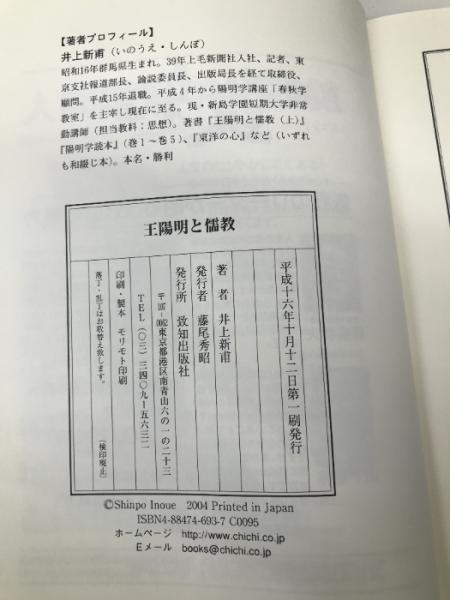 【著者プロフィール】
井上新甫(いのうえ・しんぽ)
昭和16年群馬県生まれ。39年上毛新聞社入社、記者、東
京支社報道部長、論説委員長、出版局長を経て取締役、
顧問。平成15年退職。平成4年から陽明学講座「春秋学
教室」を主宰し現在に至る。現・新島学園短期大学非常
勤講師(担当教科:思想)。著書『王陽明と儒教(上)』
『陽明学読本』(巻1~巻5)、『東洋の心』など(いずれ
も和綴じ本)。本名・勝利
王陽明と儒教
平成十六年十月十二日第一刷発行
著者 井上新甫
発行者 藤尾秀昭
発行所 致知出版社
〒107-0062東京都港区南青山六の一の二十三
TEL(〇三)三四〇九―五六三二
印刷・製本 モリモト印刷
落丁・乱丁はお取替え致します。
(検印廃止)
©Shinpo Inoue 2004 Printed in Japan
ISBN4-88474-693-7 C0095
ホームページ http://www.chichi.co.jp
Eメール books@chichi.co.jp